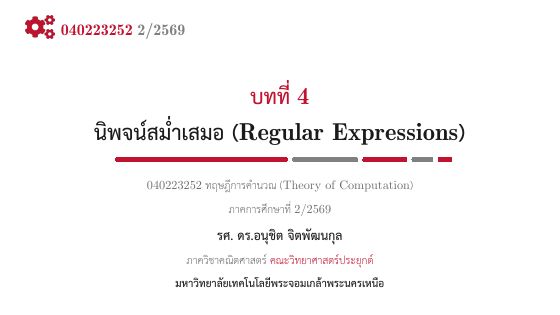 040223252 2/2569
บทที่ 4
นิพจน์สม่ำเสมอ (Regular Expressions)
040223252 ทฤษฎีการคำนวณ (Theory of Computation)
ภาคการศึกษาที่ 2/2569
รศ. ดร.อนุชิต จิตพัฒนกุล
ภาควิชาคณิตศาสตร์ คณะวิทยาศาสตร์ประยุกต์
มหาวิทยาลัยเทคโนโลยีพระจอมเกล้าพระนครเหนือ